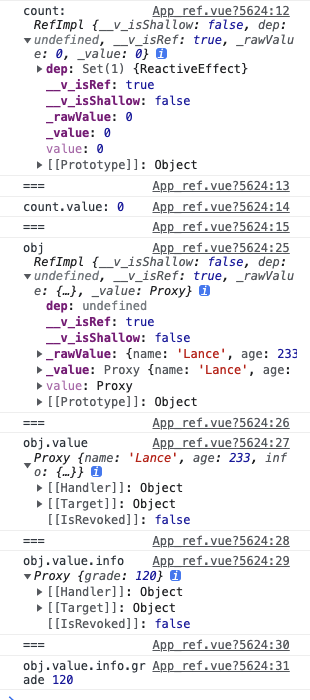 count: App_ref.vue?5624:12
RefImpl {__v_isShallow: false, dep:
undefined, __v_isRef: true, _rawValu
e: 0, _value: 0} i
dep: Set(1) {ReactiveEffect}
__v_isRef: true
__v_isShallow: false
_rawValue: 0
_value: 0
value: 0
[[Prototype]]: Object
=== App_ref.vue?5624:13
count.value: 0 App_ref.vue?5624:14
=== App_ref.vue?5624:15
obj App_ref.vue?5624:25
RefImpl {__v_isShallow: false, dep:
undefined, __v_isRef: true, _rawValu
e: {…}, _value: Proxy} i
dep: undefined
__v_isRef: true
__v_isShallow: false
_rawValue: {name: 'Lance', age: 233
_value: Proxy {name: 'Lance', age:
value: Proxy
[[Prototype]]: Object
=== App_ref.vue?5624:26
obj.value App_ref.vue?5624:27
Proxy {name: 'Lance', age: 233, inf
o: {…}} i
[[Handler]]: Object
[[Target]]: Object
[[IsRevoked]]: false
=== App_ref.vue?5624:28
obj.value.info App_ref.vue?5624:29
Proxy {grade: 120} i
[[Handler]]: Object
[[Target]]: Object
[[IsRevoked]]: false
=== App_ref.vue?5624:30
obj.value.info.gr App_ref.vue?5624:31
ade 120